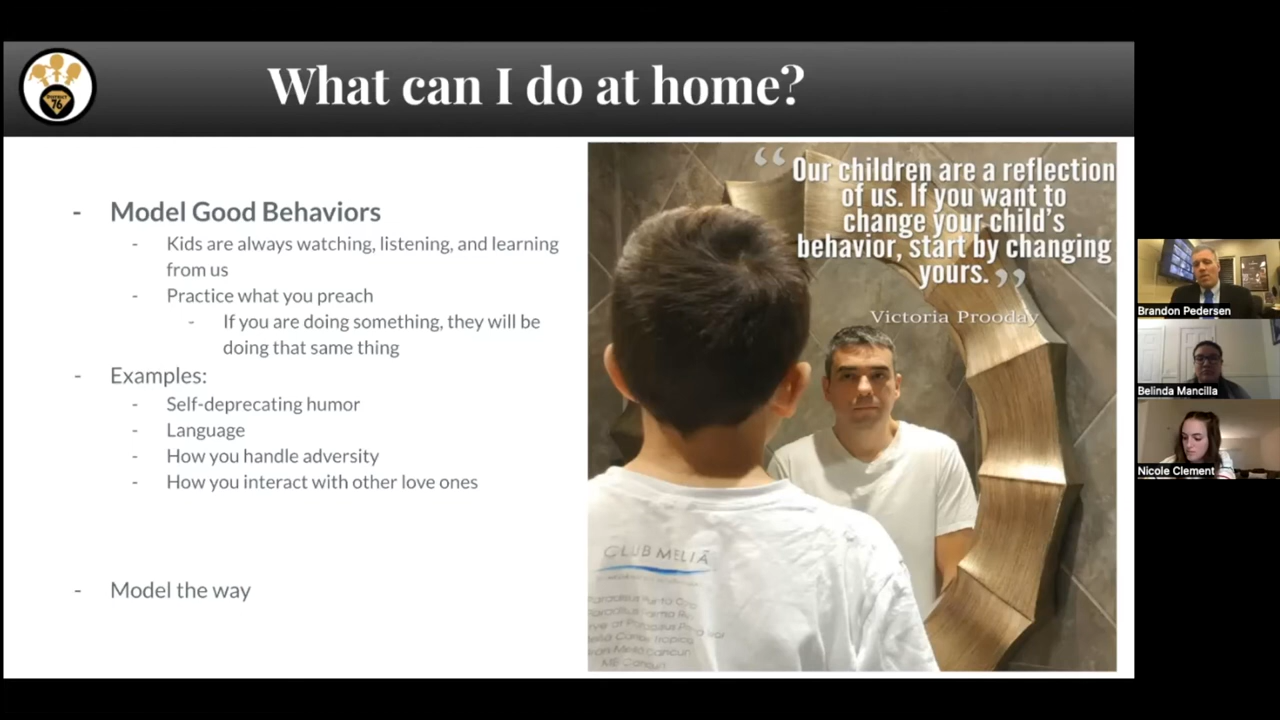 What can I do at home?
DISTRICT
76
- Model Good Behaviors
- Kids are always watching, listening, and learning
from us
- Practice what you preach
- If you are doing something, they will be
doing that same thing
- Examples:
- Self-deprecating humor
- Language
- How you handle adversity
- How you interact with other love ones
- Model the way
“Our children are a reflection
of us. If you want to
change your child's
behavior, start by changing
yours.”
Victoria Prooday
CLUB MELIÃ
Brandon Pedersen
Belinda Mancilla
Nicole Clement